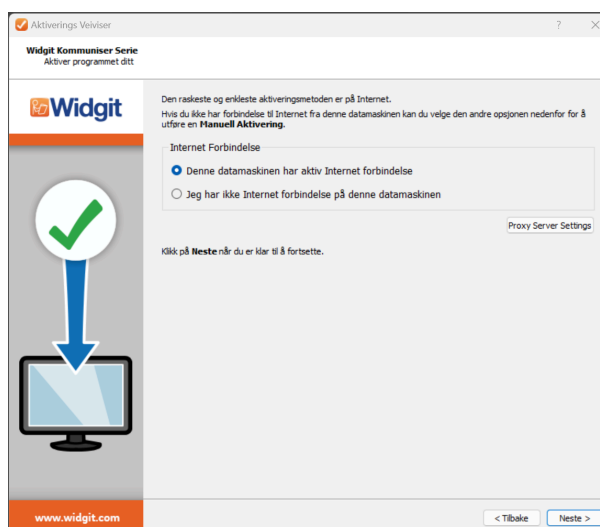 Aktiverings Veiviser
Widgit Kommuniser Serie
Aktiver programmet ditt
Widgit
Den raskeste og enkleste aktiveringsmetoden er på Internet.
Hvis du ikke har forbindelse til Internet fra denne datamaskinen kan du velge den andre opsjonen nedenfor for å
utføre en Manuell Aktivering.
Internet Forbindelse
Denne datamaskinen har aktiv Internet forbindelse
Jeg har ikke Internet forbindelse på denne datamaskinen
Proxy Server Settings
Klikk på Neste når du er klar til å fortsette.
www.widgit.com
< Tilbake
Neste >